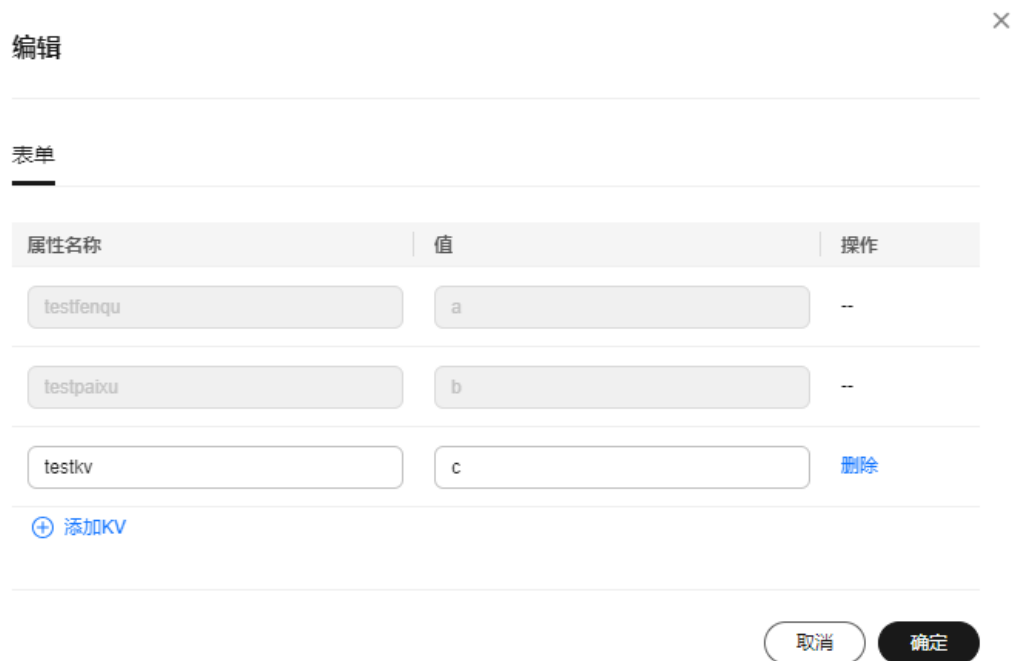 编辑
表单
属性名称 值 操作
testfenqu a --
testpaixu b --
testkv c 删除
添加KV
取消 确定